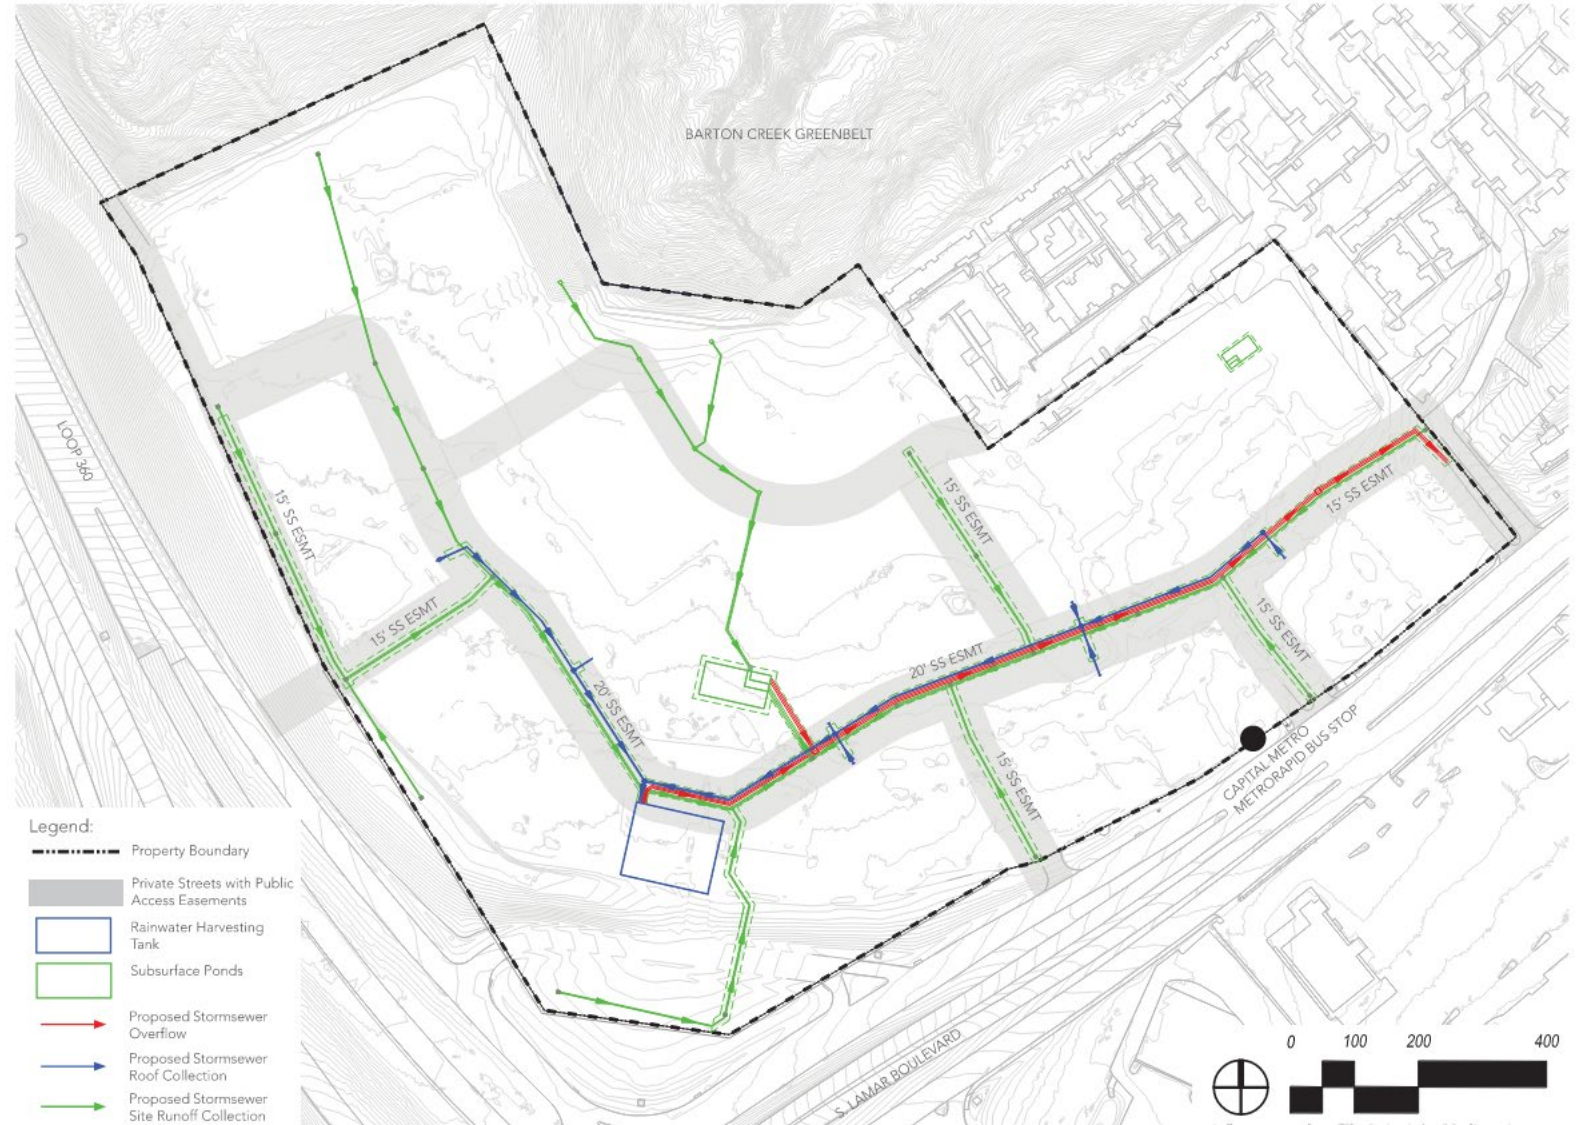 BARTON CREEK GREENBELT
LOOP 360
15' SS ESMT
15' SS ESMT
15' SS ESMT
15' SS ESMT
20' SS ESMT
20' SS ESMT
15' SS ESMT
15' SS ESMT
CAPITAL METRO
METRORAPID BUS STOP
S. LAMAR BOULEVARD
Legend:
Property Boundary
Private Streets with Public
Access Easements
Rainwater Harvesting
Tank
Subsurface Ponds
Proposed Stormsewer
Overflow
Proposed Stormsewer
Roof Collection
Proposed Stormsewer
Site Runoff Collection
0 100 200 400